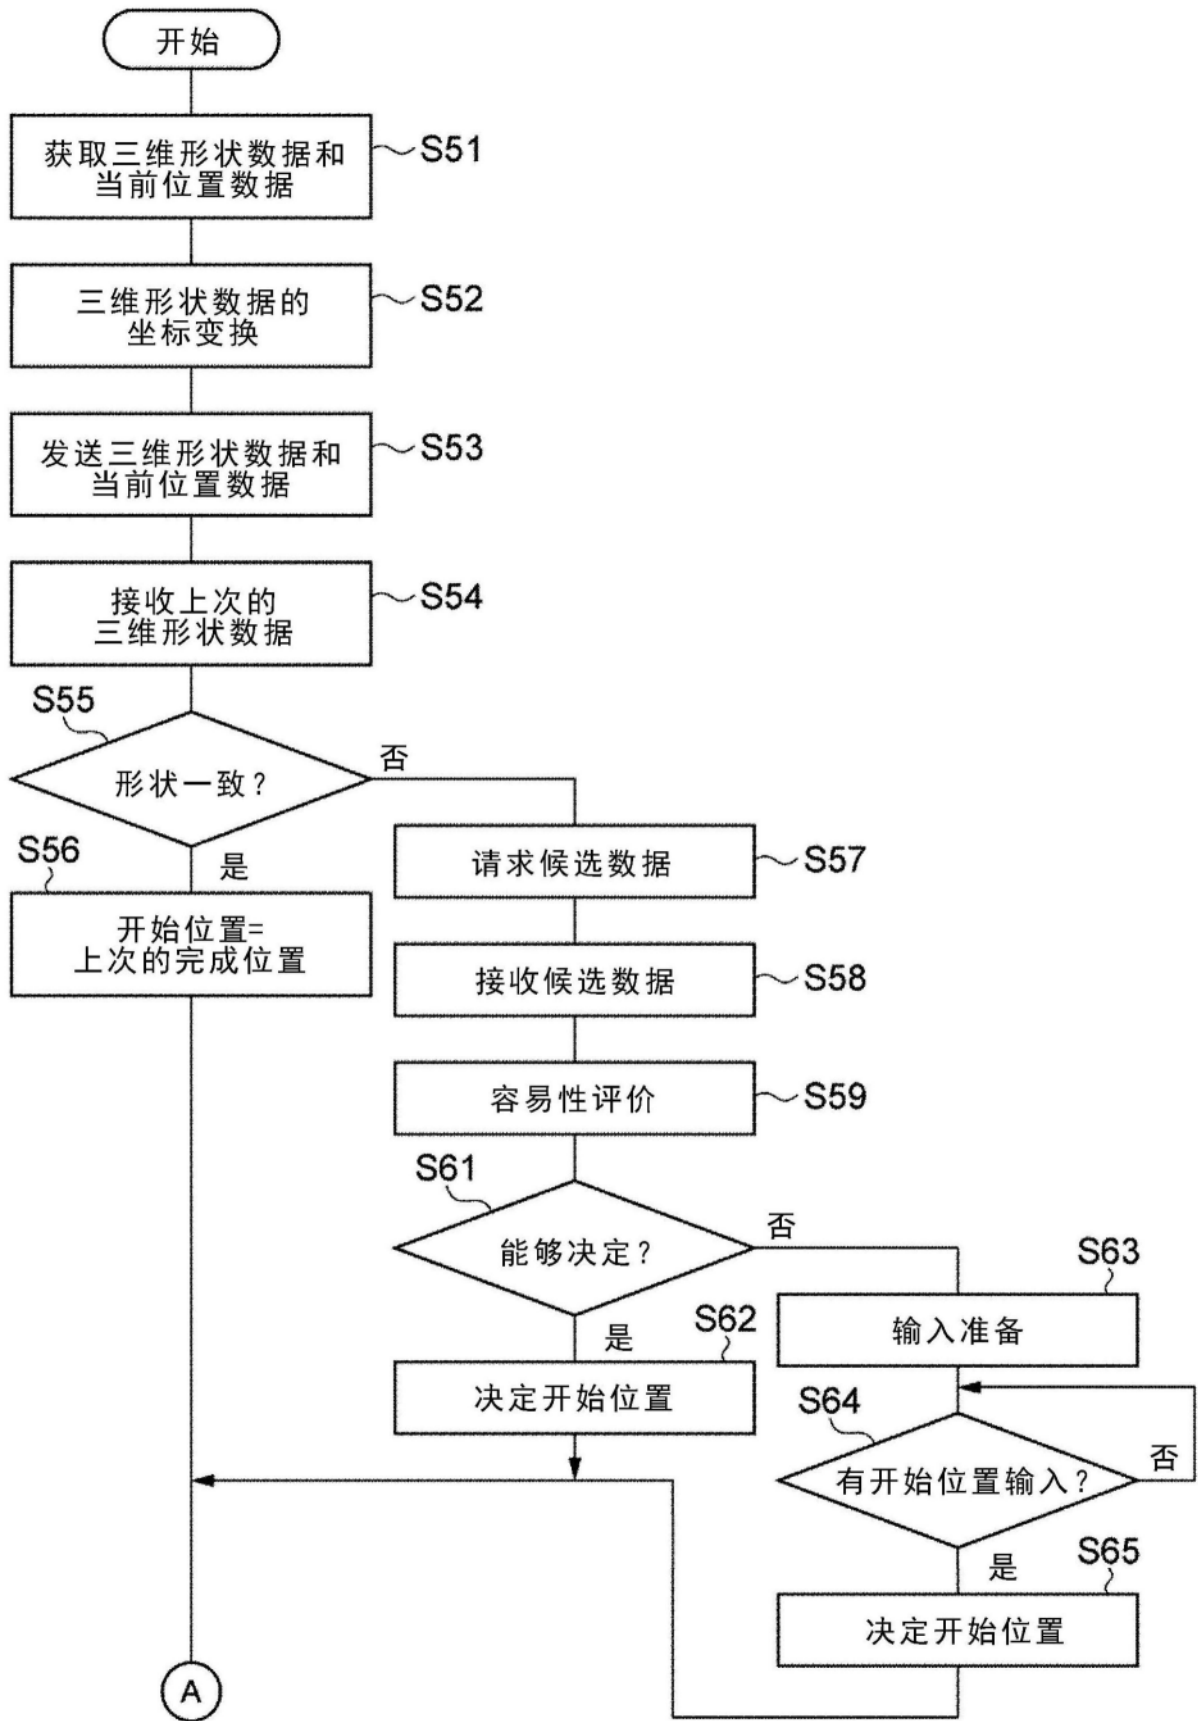 开始
获取三维形状数据和
当前位置数据
S51
三维形状数据的
坐标变换
S52
发送三维形状数据和
当前位置数据
S53
接收上次的
三维形状数据
S54
S55
形状一致?
否
是
S56
开始位置=
上次的完成位置
请求候选数据
S57
接收候选数据
S58
容易性评价
S59
S61
能够决定?
否
是
S62
决定开始位置
S63
输入准备
S64
有开始位置输入?
否
是
S65
决定开始位置
A